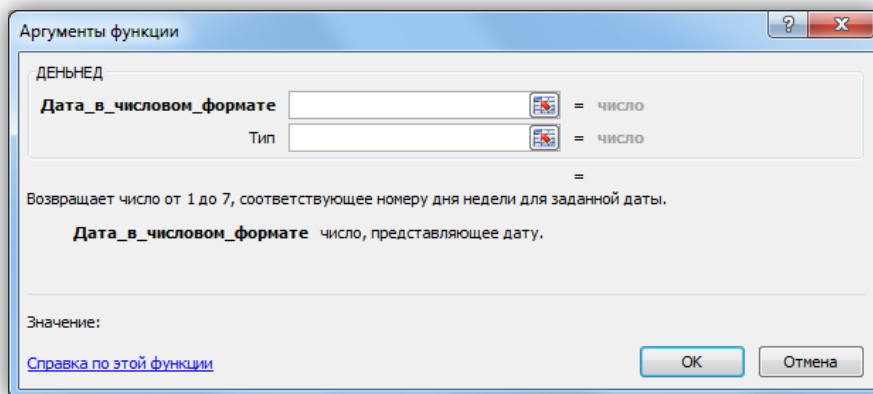 Аргументы функции
ДЕНЬНЕД
Дата_в_числовом_формате = число
Тип = число
=
Возвращает число от 1 до 7, соответствующее номеру дня недели для заданной даты.
Дата_в_числовом_формате число, представляющее дату.
Значение:
Справка по этой функции
ОК
Отмена